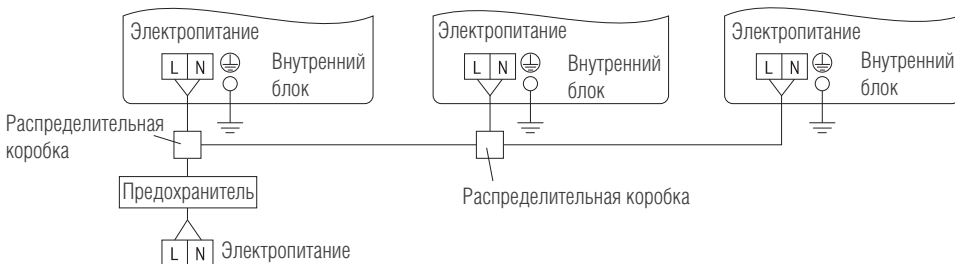 Электропитание
L N
Внутренний
блок
Электропитание
L N
Внутренний
блок
Электропитание
L N
Внутренний
блок
Распределительная
коробка
Распределительная коробка
Предохранитель
L N Электропитание